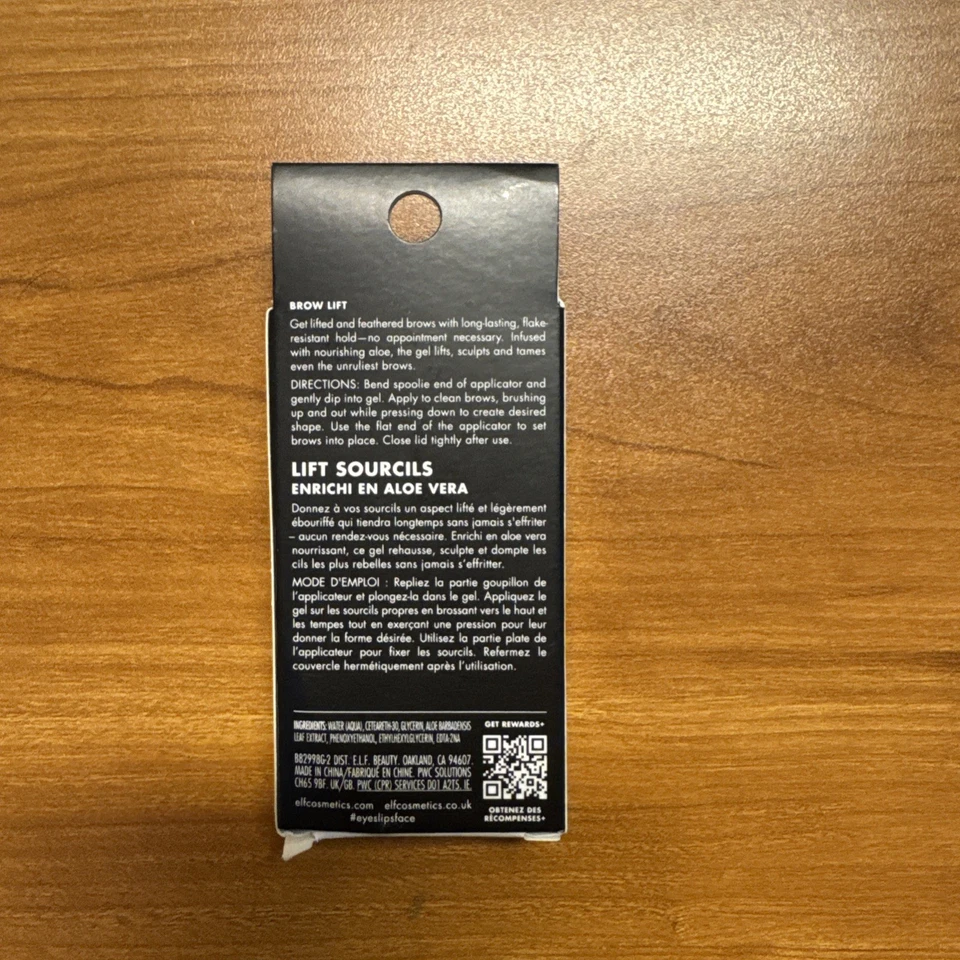 BROW LIFT
Get lifted and feathered brows with long-lasting, flake-
resistant hold—no appointment necessary. Infused
with nourishing aloe, the gel lifts, sculpts and tames
even the unruliest brows.
DIRECTIONS: Bend spoolie end of applicator and
gently dip into gel. Apply to clean brows, brushing
up and out while pressing down to create desired
shape. Use the flat end of the applicator to set
brows into place. Close lid tightly after use.
LIFT SOURCILS
ENRICHI EN ALOE VERA
Donnez à vos sourcils un aspect lifté et légèrement
ébouriffé qui tiendra longtemps sans jamais s'effriter
– aucun rendez-vous nécessaire. Enrichi en aloe vera
nourrissant, ce gel rehausse, sculpte et dompte les
cils les plus rebelles sans jamais s'effritter.
MODE D'EMPLOI : Repliez la partie goupillon de
l'applicateur et plongez-la dans le gel. Appliquez le
gel sur les sourcils propres en brossant vers le haut et
les tempes tout en exerçant une pression pour leur
donner la forme désirée. Utilisez la partie plate de
l'applicateur pour fixer les sourcils. Refermez le
couvercle hermétiquement après l'utilisation.
INGREDIENTS: WATER (AQUA), CETEARETH-30, GLYCERIN, ALOE BARBADENSIS
LEAF EXTRACT, PHENOXYETHANOL, ETHYLHEXYLGLYCERIN, EDTA-2NA
B82998G-2 DIST. E.L.F. BEAUTY. OAKLAND, CA 94607.
MADE IN CHINA/FABRIQUÉ EN CHINE. PWC SOLUTIONS
CH65 9BF. UK/GB. PWC (CPR) SERVICES D01 A2T5. IE.
elfcosmetics.com elfcosmetics.co.uk
#eyeslipsface
GET REWARDS+
OBTENEZ DES
RÉCOMPENSES+